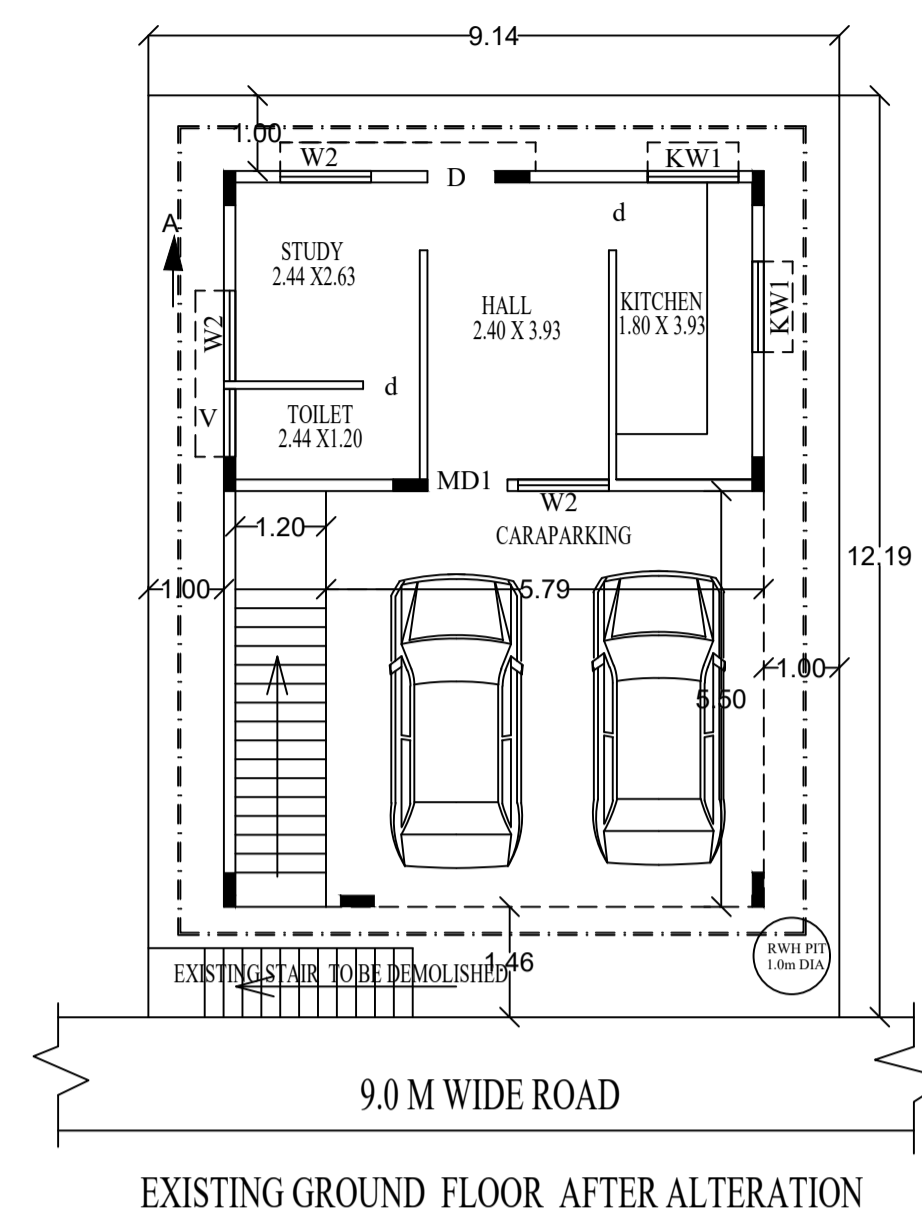 9.14
1.00
W2
D
KW1
A
d
STUDY
2.44 X2.63
HALL
2.40 X 3.93
KITCHEN
1.80 X 3.93
KW1
W2
V
d
TOILET
2.44 X1.20
MD1
W2
1.20
CARAPARKING
12.19
1.00
5.79
1.00
5.50
RWH PIT
1.0m DIA
1.46
EXISTING STAIR TO BE DEMOLISHED
9.0 M WIDE ROAD
EXISTING GROUND FLOOR AFTER ALTERATION